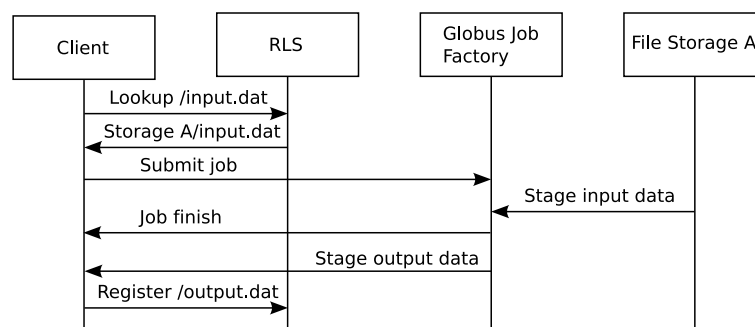 Client
RLS
Globus Job
Factory
File Storage A
Lookup /input.dat
Storage A/input.dat
Submit job
Stage input data
Job finish
Stage output data
Register /output.dat